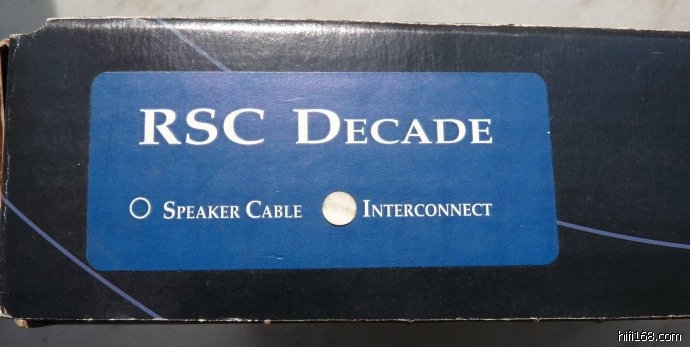 RSC DECADE
SPEAKER CABLE INTERCONNECT
hifi168.com